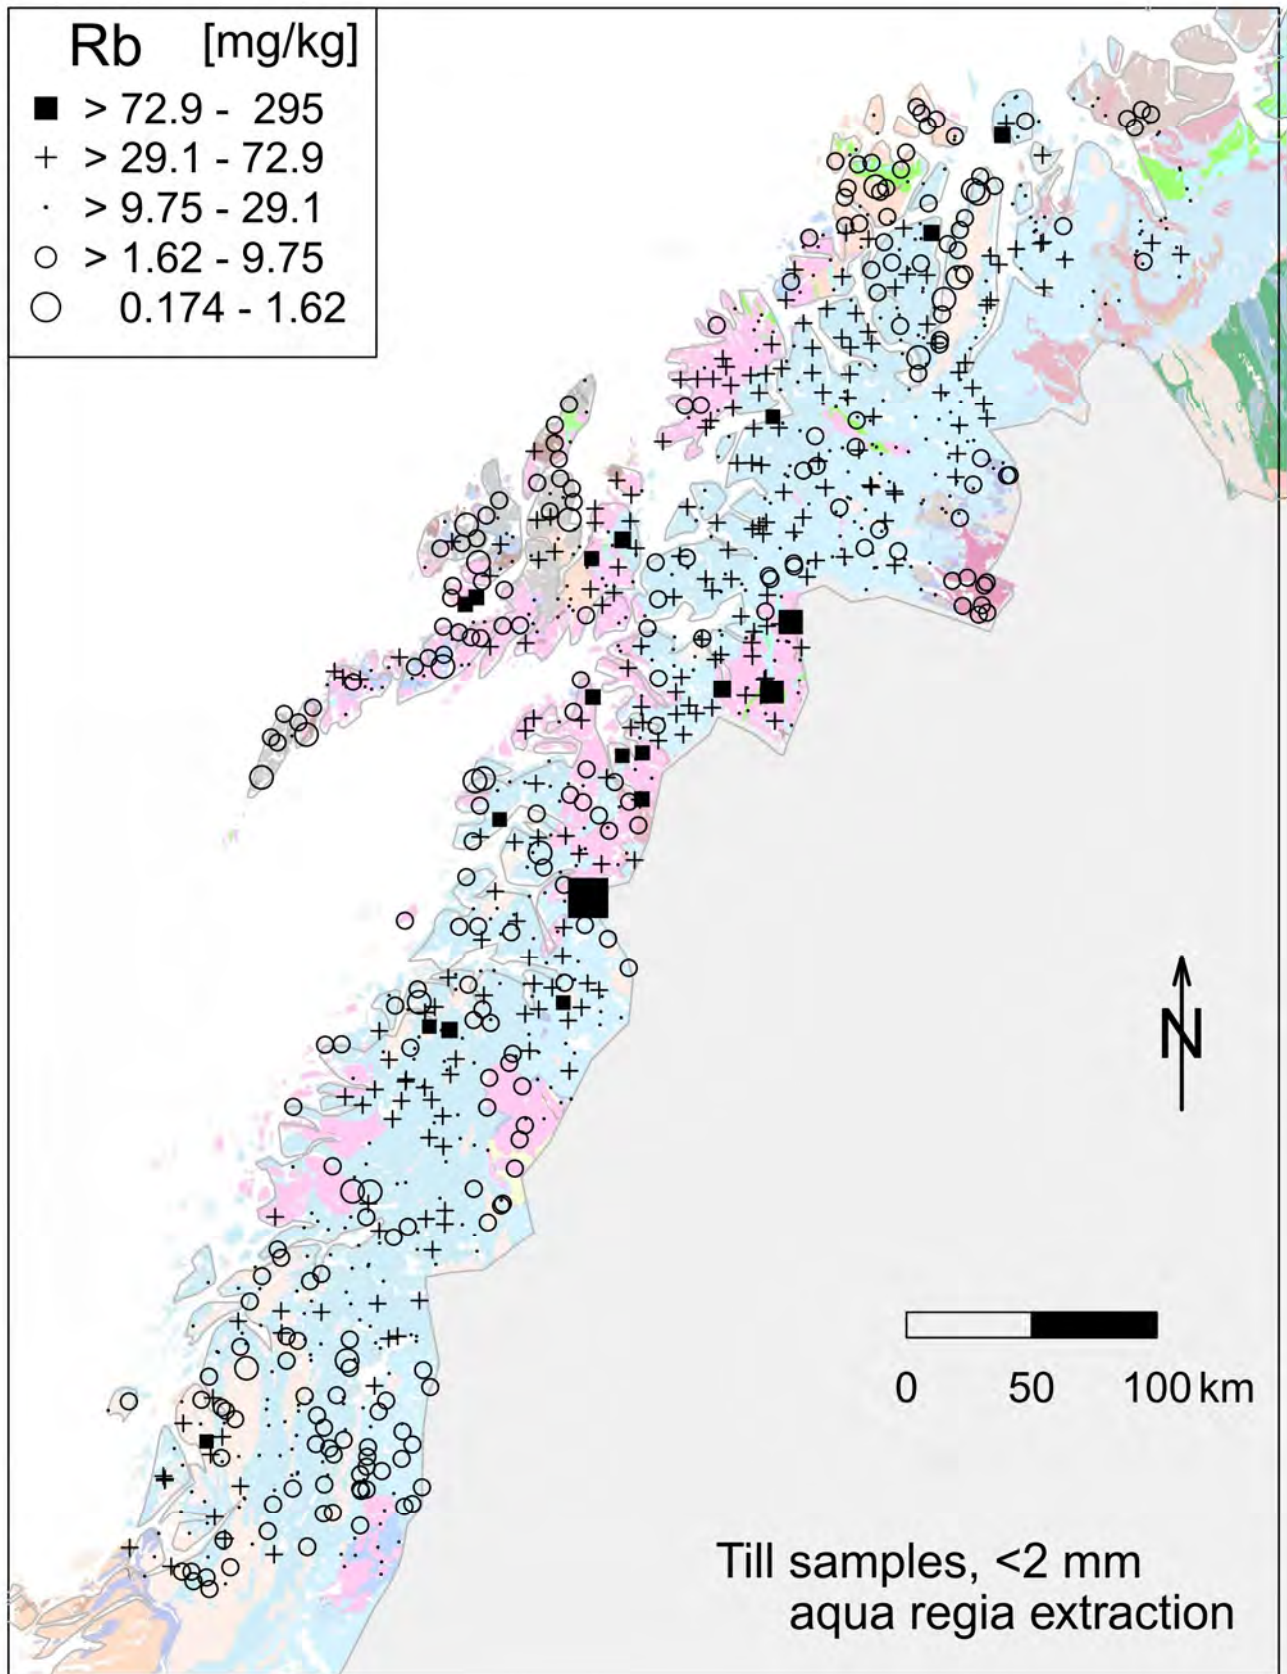 Rb [mg/kg]
> 72.9 - 295
> 29.1 - 72.9
> 9.75 - 29.1
> 1.62 - 9.75
0.174 - 1.62
N
0 50 100 km
Till samples, <2 mm
aqua regia extraction